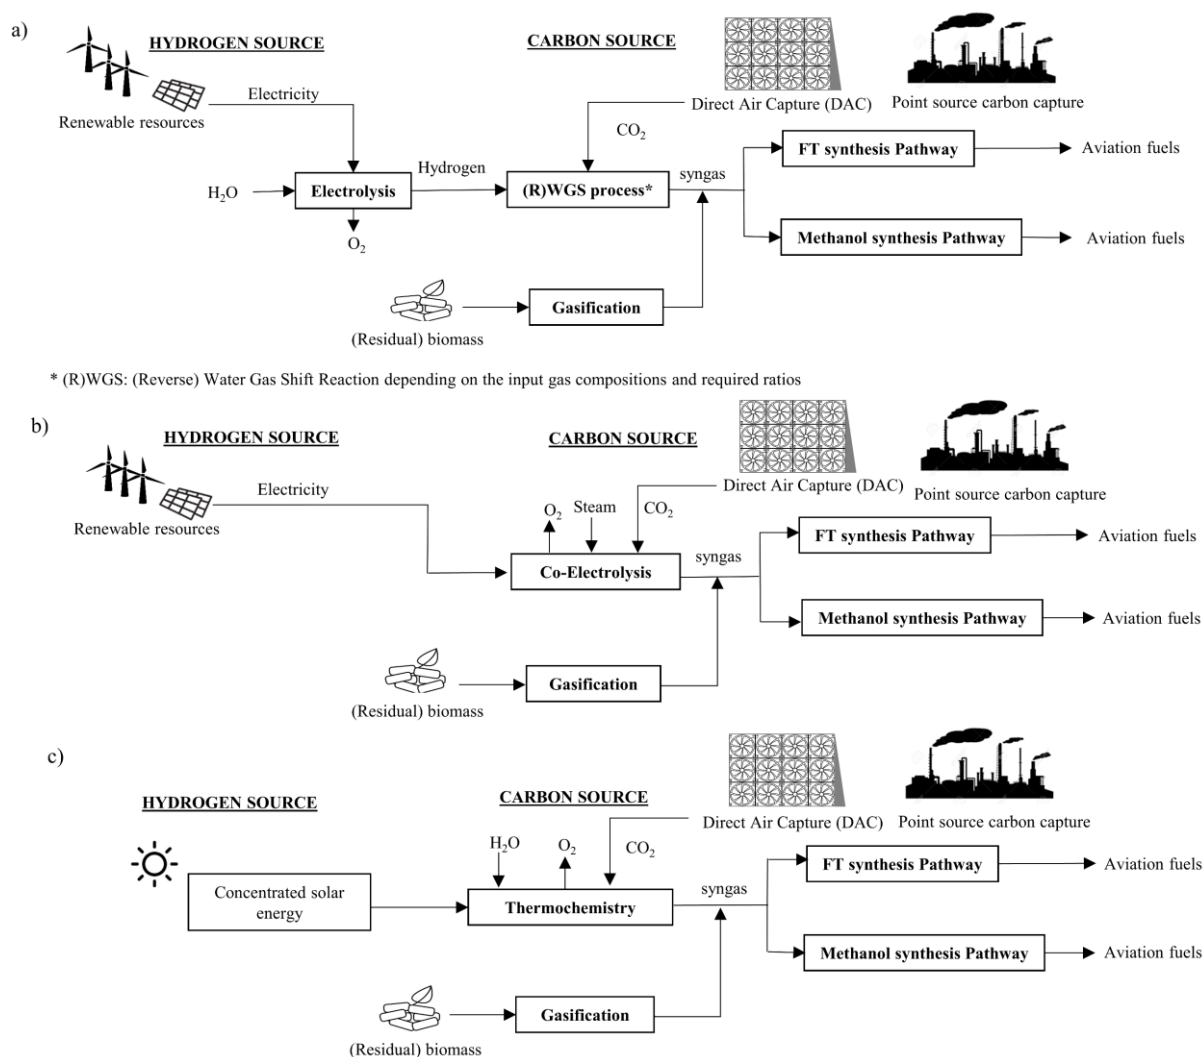 a)
HYDROGEN SOURCE
CARBON SOURCE
Electricity
Renewable resources
Direct Air Capture (DAC)
Point source carbon capture
CO2
Hydrogen
syngas
FT synthesis Pathway
Aviation fuels
H2O
Electrolysis
(R)WGS process*
O2
Methanol synthesis Pathway
Aviation fuels
Gasification
(Residual) biomass
* (R)WGS: (Reverse) Water Gas Shift Reaction depending on the input gas compositions and required ratios
b)
HYDROGEN SOURCE
CARBON SOURCE
Electricity
Renewable resources
Direct Air Capture (DAC)
Point source carbon capture
O2
Steam
CO2
syngas
FT synthesis Pathway
Aviation fuels
Co-Electrolysis
Methanol synthesis Pathway
Aviation fuels
Gasification
(Residual) biomass
c)
HYDROGEN SOURCE
CARBON SOURCE
Direct Air Capture (DAC)
Point source carbon capture
H2O
O2
CO2
Concentrated solar
energy
Thermochemistry
syngas
FT synthesis Pathway
Aviation fuels
Methanol synthesis Pathway
Aviation fuels
Gasification
(Residual) biomass